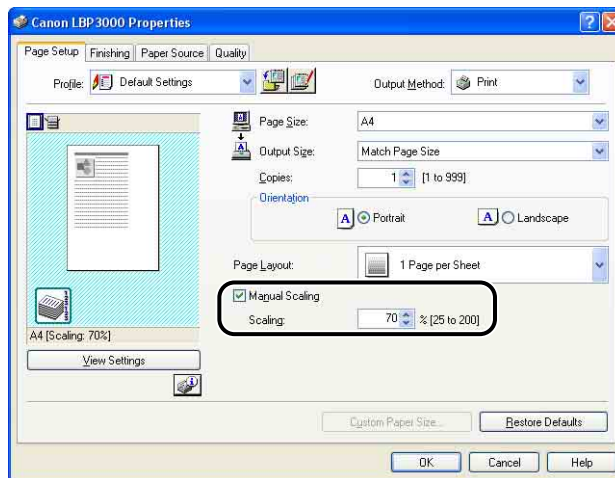 Canon LBP3000 Properties
Page Setup Finishing Paper Source Quality
Profile: Default Settings Output Method: Print
Page Size: A4
Output Size: Match Page Size
Copies: 1 [1 to 999]
Orientation
A Portrait A Landscape
Page Layout: 1 Page per Sheet
Manual Scaling
Scaling: 70 % [25 to 200]
A4 [Scaling: 70%]
View Settings
Custom Paper Size... Restore Defaults
OK Cancel Help